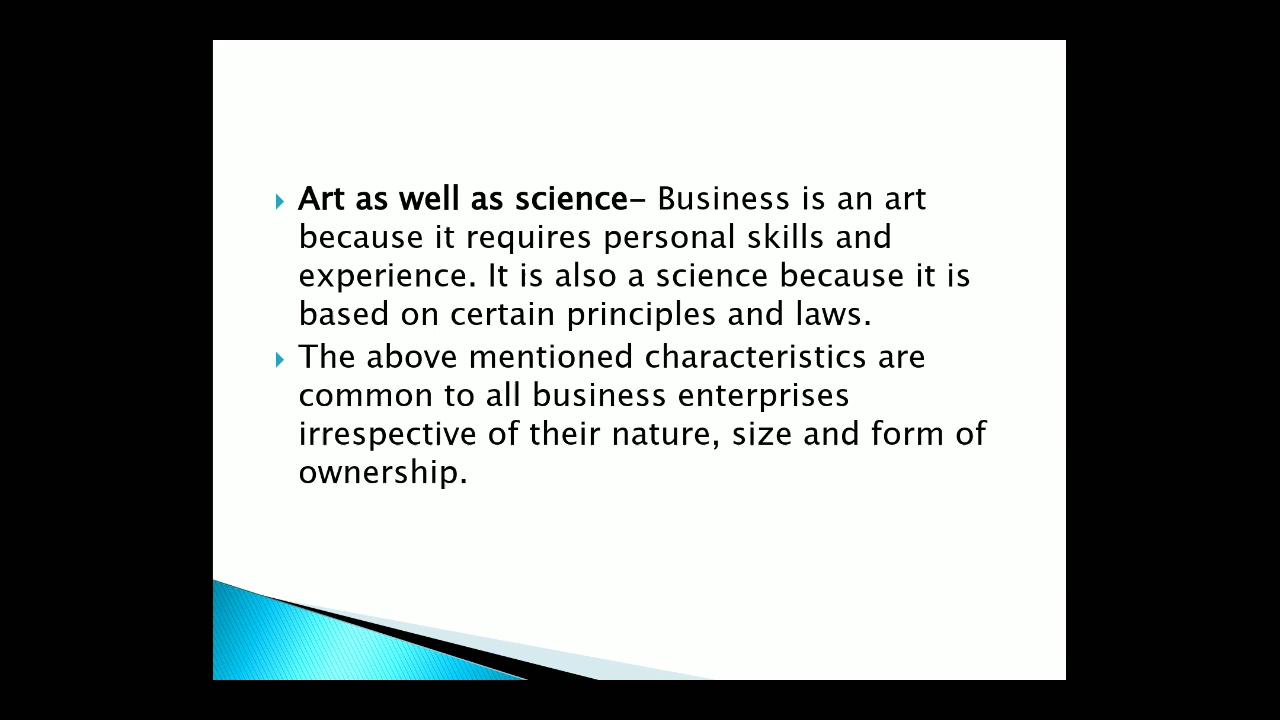 Art as well as science– Business is an art
because it requires personal skills and
experience. It is also a science because it is
based on certain principles and laws.
The above mentioned characteristics are
common to all business enterprises
irrespective of their nature, size and form of
ownership.